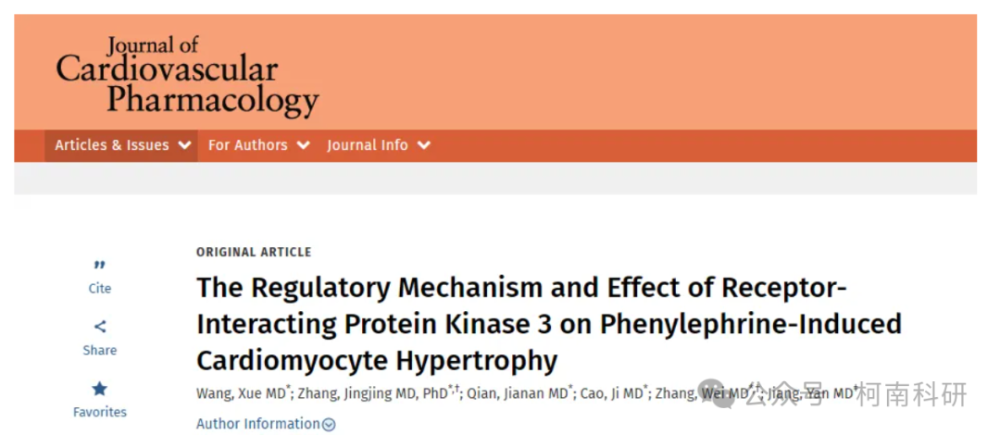 Journal of
Cardiovascular
Pharmacology
Articles & Issues For Authors Journal Info
ORIGINAL ARTICLE
Cite
The Regulatory Mechanism and Effect of Receptor-
Interacting Protein Kinase 3 on Phenylephrine-Induced
Share
Cardiomyocyte Hypertrophy
Favorites
Wang, Xue MD*; Zhang, Jingjing MD, PhD*,†; Qian, Jianan MD*; Cao, Ji MD*; Zhang, Wei MD*,†; Jiang, Yan MD*
公众号 柯南科研
Author Information